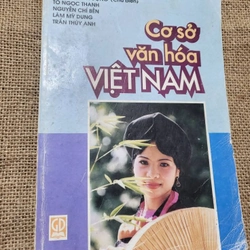 TÔ NGỌC THANH
NGUYỄN CHÍ BỀN
LÂM MỸ DUNG
TRẦN THÚY ANH
Cơ sở
văn hóa
VIỆT NAM